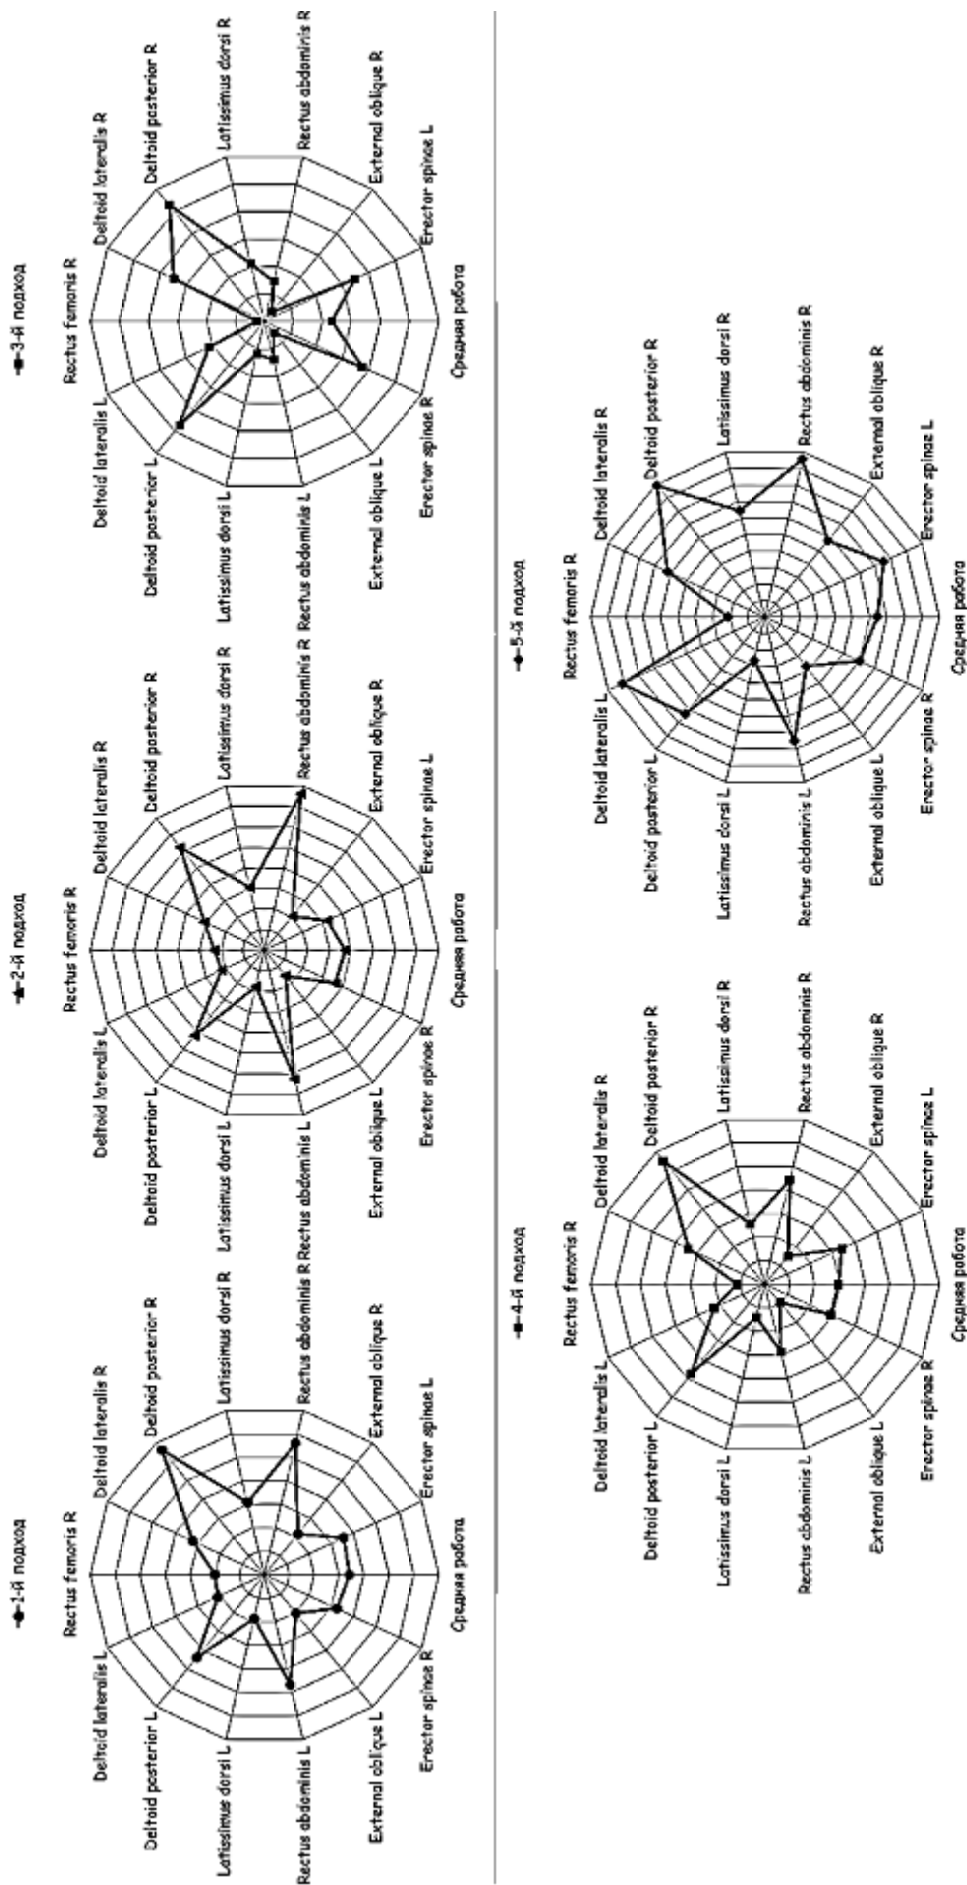 1-й подход
Rectus femoris R
Deltoid lateralis L
Deltoid lateralis R
Deltoid posterior L
Deltoid posterior R
Latissimus dorsi L
Latissimus dorsi R
Rectus abdominis L
Rectus abdominis R
External oblique L
External oblique R
Erector spinae R
Erector spinae L
Средняя работа
2-й подход
Rectus femoris R
Deltoid lateralis L
Deltoid lateralis R
Deltoid posterior L
Deltoid posterior R
Latissimus dorsi L
Latissimus dorsi R
Rectus abdominis L
Rectus abdominis R
External oblique L
External oblique R
Erector spinae R
Erector spinae L
Средняя работа
3-й подход
Rectus femoris R
Deltoid lateralis L
Deltoid lateralis R
Deltoid posterior L
Deltoid posterior R
Latissimus dorsi L
Latissimus dorsi R
Rectus abdominis L
Rectus abdominis R
External oblique L
External oblique R
Erector spinae R
Erector spinae L
Средняя работа
4-й подход
Rectus femoris R
Deltoid lateralis L
Deltoid lateralis R
Deltoid posterior L
Deltoid posterior R
Latissimus dorsi L
Latissimus dorsi R
Rectus abdominis L
Rectus abdominis R
External oblique L
External oblique R
Erector spinae R
Erector spinae L
Средняя работа
5-й подход
Rectus femoris R
Deltoid lateralis L
Deltoid lateralis R
Deltoid posterior L
Deltoid posterior R
Latissimus dorsi L
Latissimus dorsi R
Rectus abdominis L
Rectus abdominis R
External oblique L
External oblique R
Erector spinae R
Erector spinae L
Средняя работа